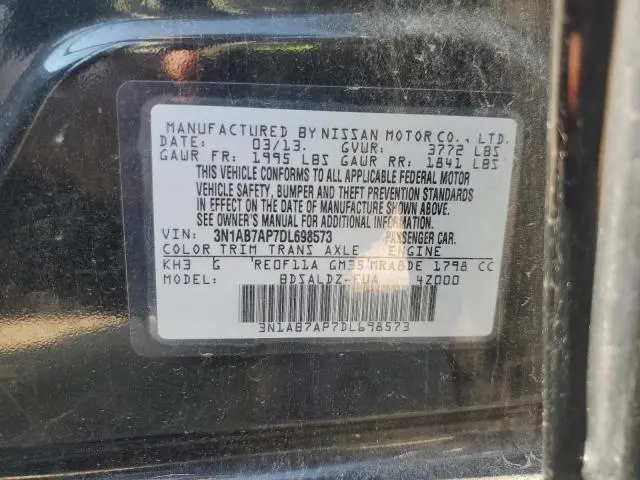 MANUFACTURED BY NISSAN MOTOR CO., LTD.
DATE: 03/13. GVWR: 3772 LBS
GAWR FR: 1995 LBS GAWR RR: 1841 LBS
THIS VEHICLE CONFORMS TO ALL APPLICABLE FEDERAL MOTOR
VEHICLE SAFETY, BUMPER AND THEFT PREVENTION STANDARDS
IN EFFECT ON THE DATE OF MANUFACTURE SHOWN ABOVE.
SEE OWNER'S MANUAL FOR ADDITIONAL INFORMATION.
VIN: 3N1AB7AP7DL698573 PASSENGER CAR.
COLOR TRIM TRANS AXLE ENGINE
KH3 G RE0F11A GM35 MRA8DE 1798 CC
BDSALDZ-EUA 4Z000
3N1AB7AP7DL698573